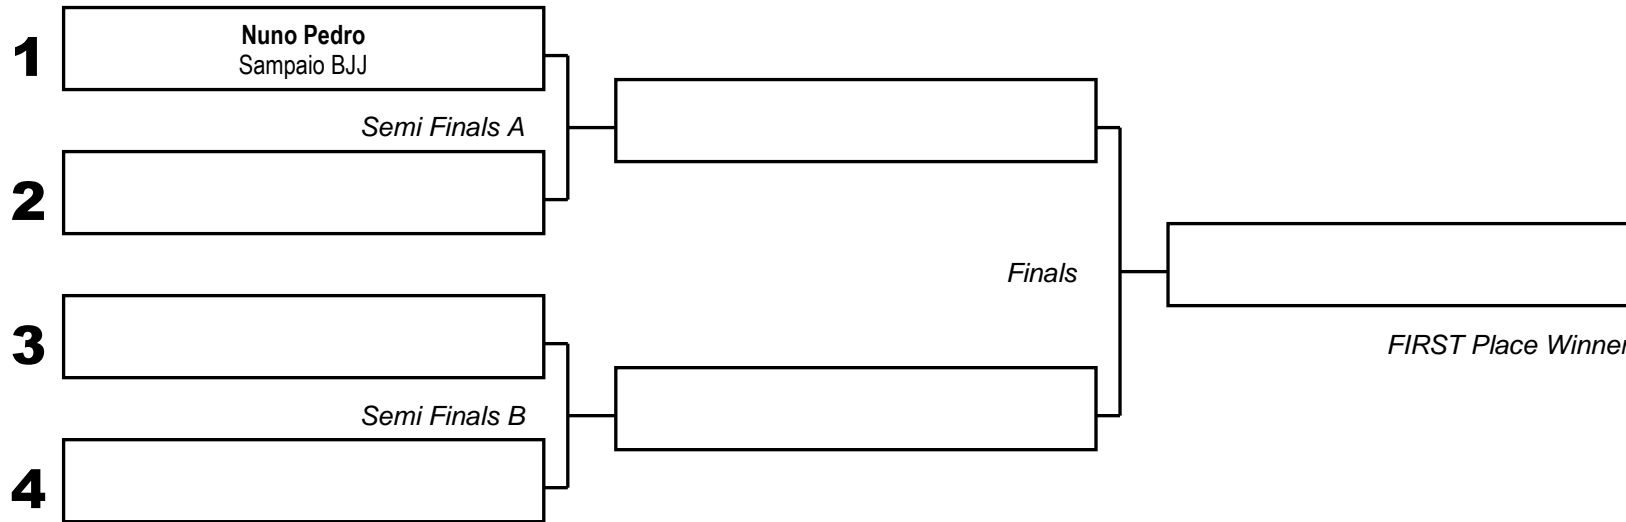 1
Nuno Pedro
Sampaio BJJ
Semi Finals A
2
Finals
3
FIRST Place Winner
Semi Finals B
4